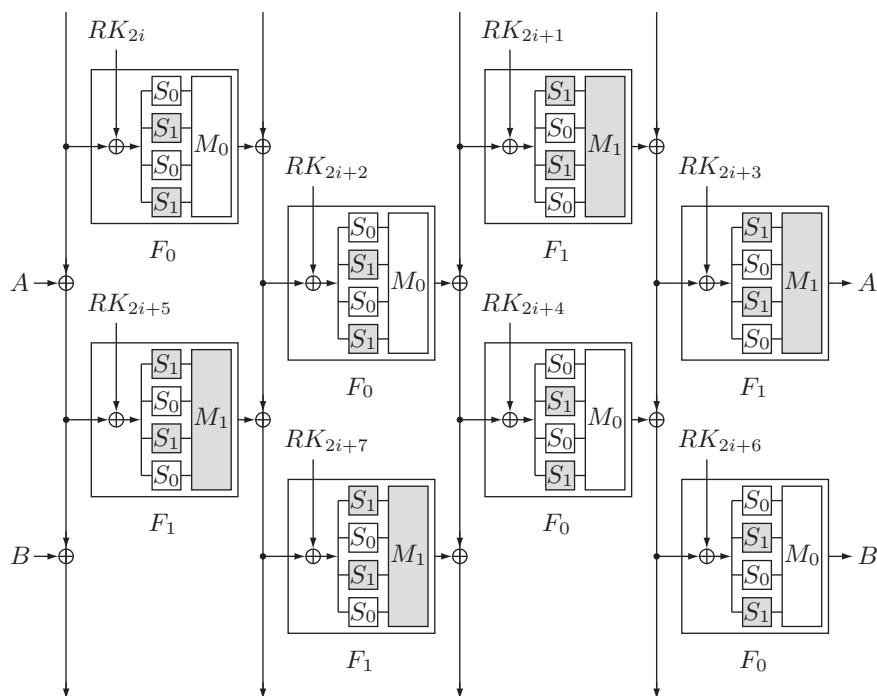 RK_{2i} RK_{2i+1}
S_0 S_1
S_1 S_0
M_0 M_1
S_0 S_1
S_1 S_0
RK_{2i+2} RK_{2i+3}
F_0 F_1
S_0 S_1
S_1 S_0
A M_0 M_1 A
S_0 S_1
S_1 S_0
RK_{2i+5} RK_{2i+4}
F_0 F_1
S_1 S_0
S_0 S_1
M_1 M_0
S_1 S_0
S_0 S_1
RK_{2i+7} RK_{2i+6}
F_1 F_0
S_1 S_0
S_0 S_1
B M_1 M_0 B
S_1 S_0
S_0 S_1
F_1 F_0